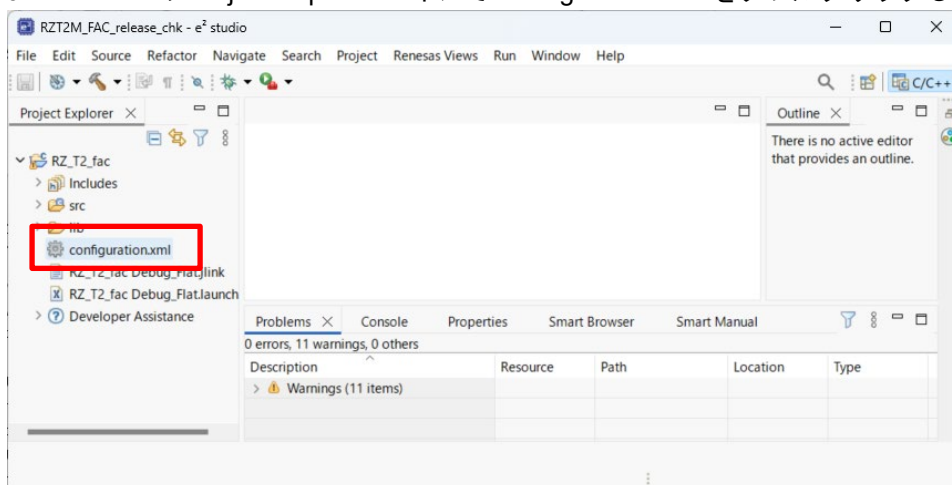 RZT2M_FAC_release_chk - e² studio
File Edit Source Refactor Navigate Search Project Renesas Views Run Window Help
C/C++
Project Explorer
Outline
There is no active editor
that provides an outline.
RZ_T2_fac
Includes
src
lib
configuration.xml
RZ_T2_fac Debug_Flat.jlink
RZ_T2_fac Debug_Flat.launch
Developer Assistance
Problems Console Properties Smart Browser Smart Manual
0 errors, 11 warnings, 0 others
Description Resource Path Location Type
Warnings (11 items)